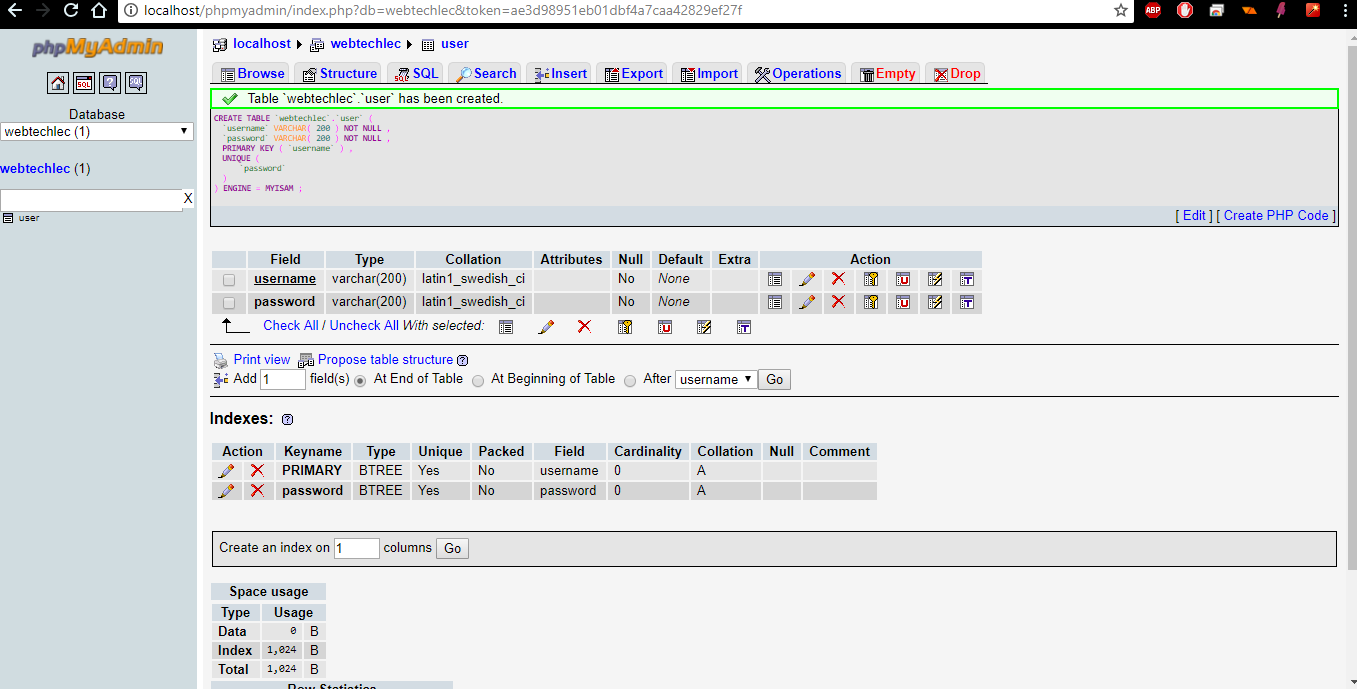 localhost/phpmyadmin/index.php?db=webtechlec&token=ae3d98951eb01dbf4a7caa42829ef27f
ABP
phpMyAdmin
SQL
Database
webtechlec (1)
webtechlec (1)
X
user
localhost webtechlec user
Browse Structure SQL Search Insert Export Import Operations Empty Drop
Table `webtechlec`.`user` has been created.
CREATE TABLE `webtechlec`.`user` (
`username` VARCHAR( 200 ) NOT NULL ,
`password` VARCHAR( 200 ) NOT NULL ,
PRIMARY KEY ( `username` ) ,
UNIQUE (
`password`
)
) ENGINE = MYISAM ;
[ Edit ] [ Create PHP Code ]
Field Type Collation Attributes Null Default Extra Action
username varchar(200) latin1_swedish_ci No None
password varchar(200) latin1_swedish_ci No None
Check All / Uncheck All With selected:
Print view Propose table structure
Add 1 field(s) At End of Table At Beginning of Table After username Go
Indexes:
Action Keyname Type Unique Packed Field Cardinality Collation Null Comment
PRIMARY BTREE Yes No username 0 A
password BTREE Yes No password 0 A
Create an index on 1 columns Go
Space usage
Type Usage
Data 0 B
Index 1,024 B
Total 1,024 B
Row Statistics